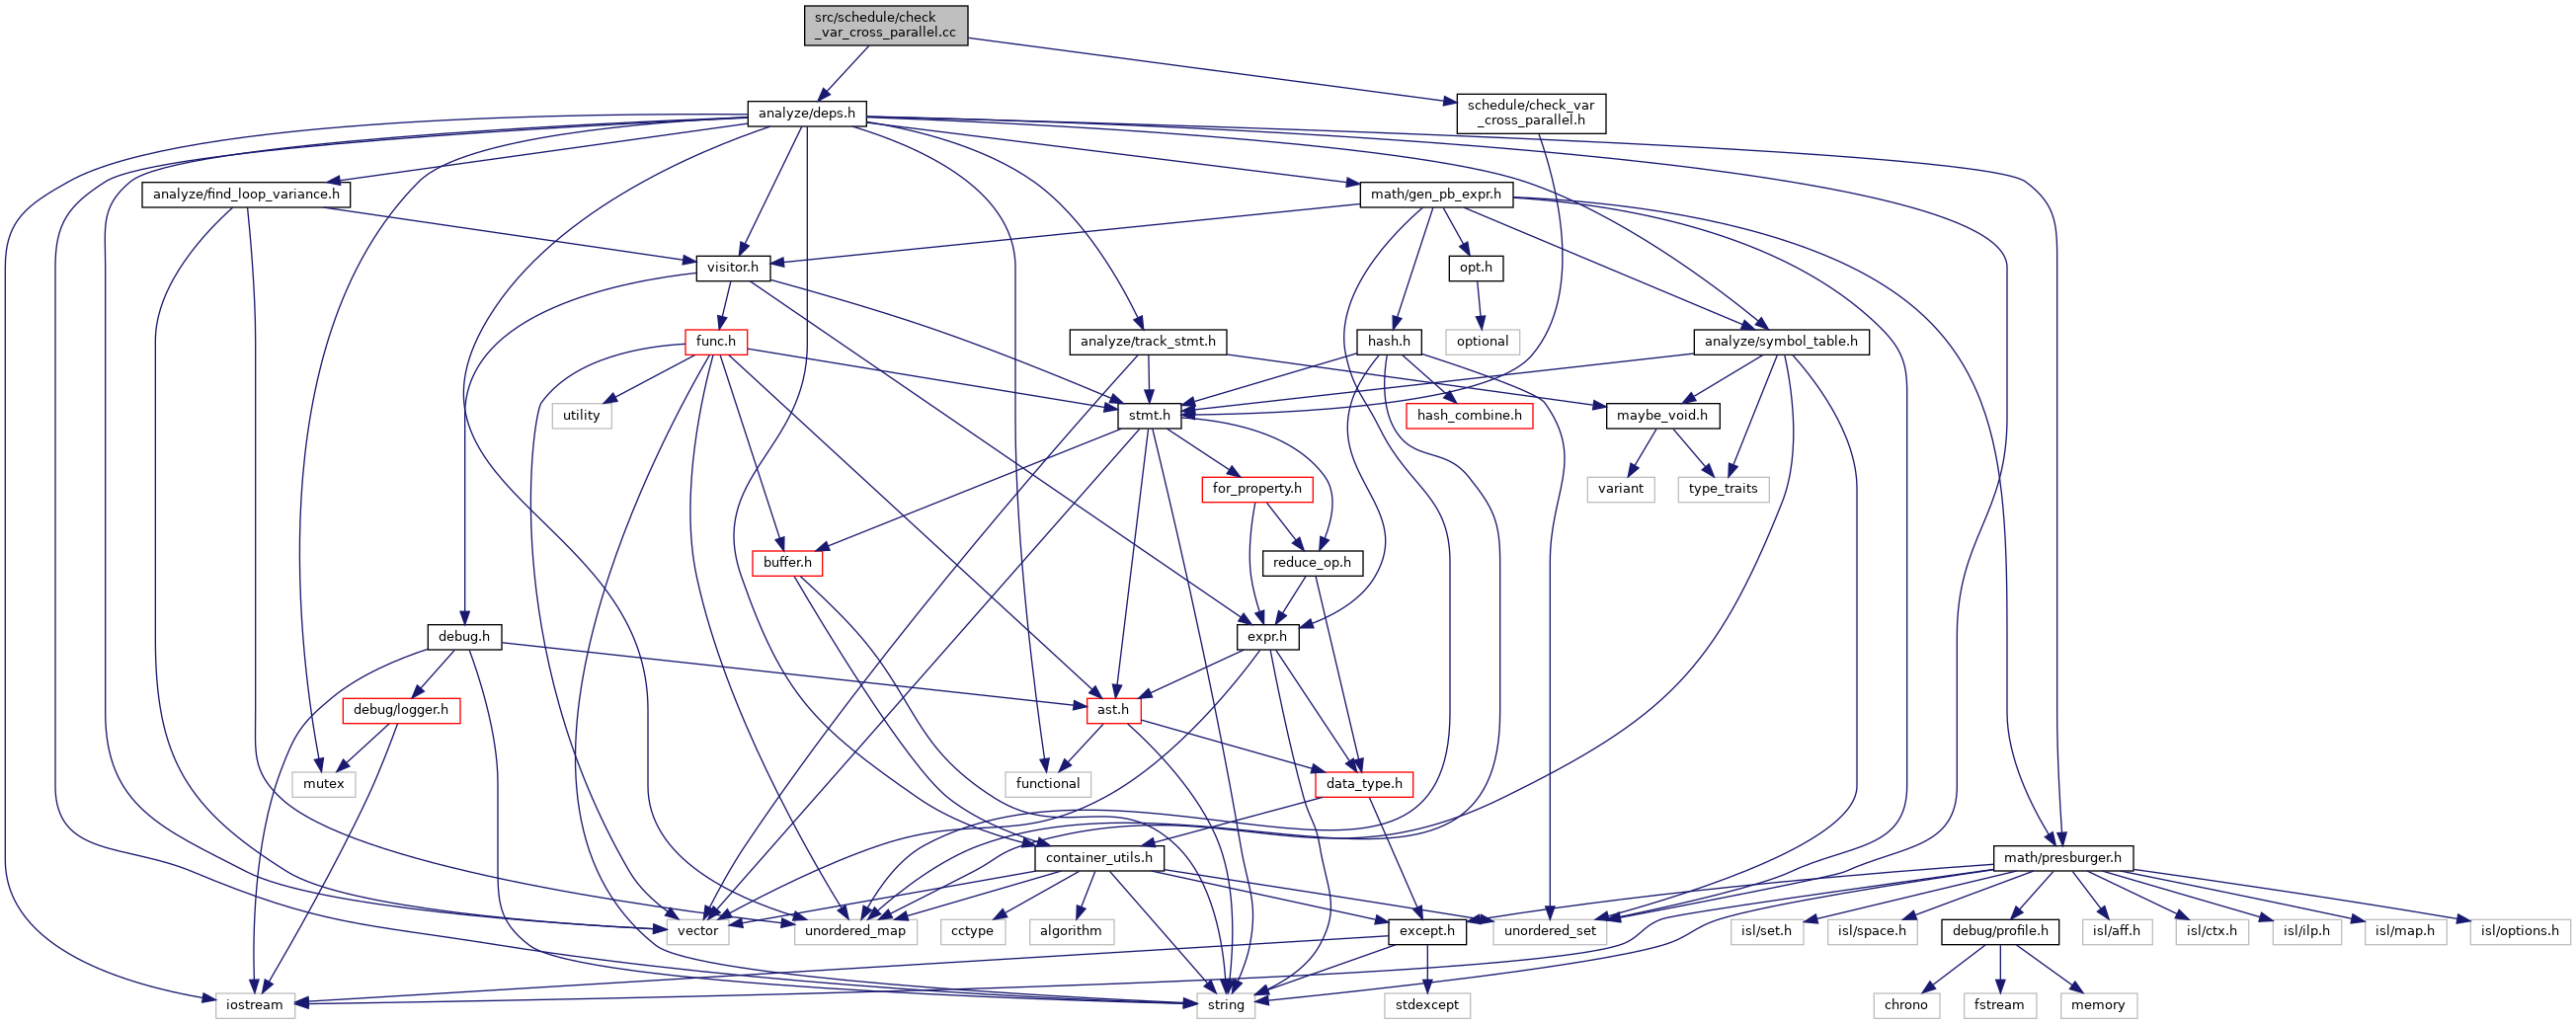 src/schedule/check
_var_cross_parallel.cc
analyze/deps.h
schedule/check_var
_cross_parallel.h
analyze/find_loop_variance.h
math/gen_pb_expr.h
visitor.h
opt.h
func.h
analyze/track_stmt.h
hash.h
optional
analyze/symbol_table.h
utility
stmt.h
hash_combine.h
maybe_void.h
for_property.h
variant
type_traits
buffer.h
reduce_op.h
debug.h
expr.h
debug/logger.h
ast.h
mutex
functional
data_type.h
container_utils.h
math/presburger.h
vector
unordered_map
cctype
algorithm
except.h
unordered_set
isl/set.h
isl/space.h
debug/profile.h
isl/aff.h
isl/ctx.h
isl/ilp.h
isl/map.h
isl/options.h
iostream
string
stdexcept
chrono
fstream
memory